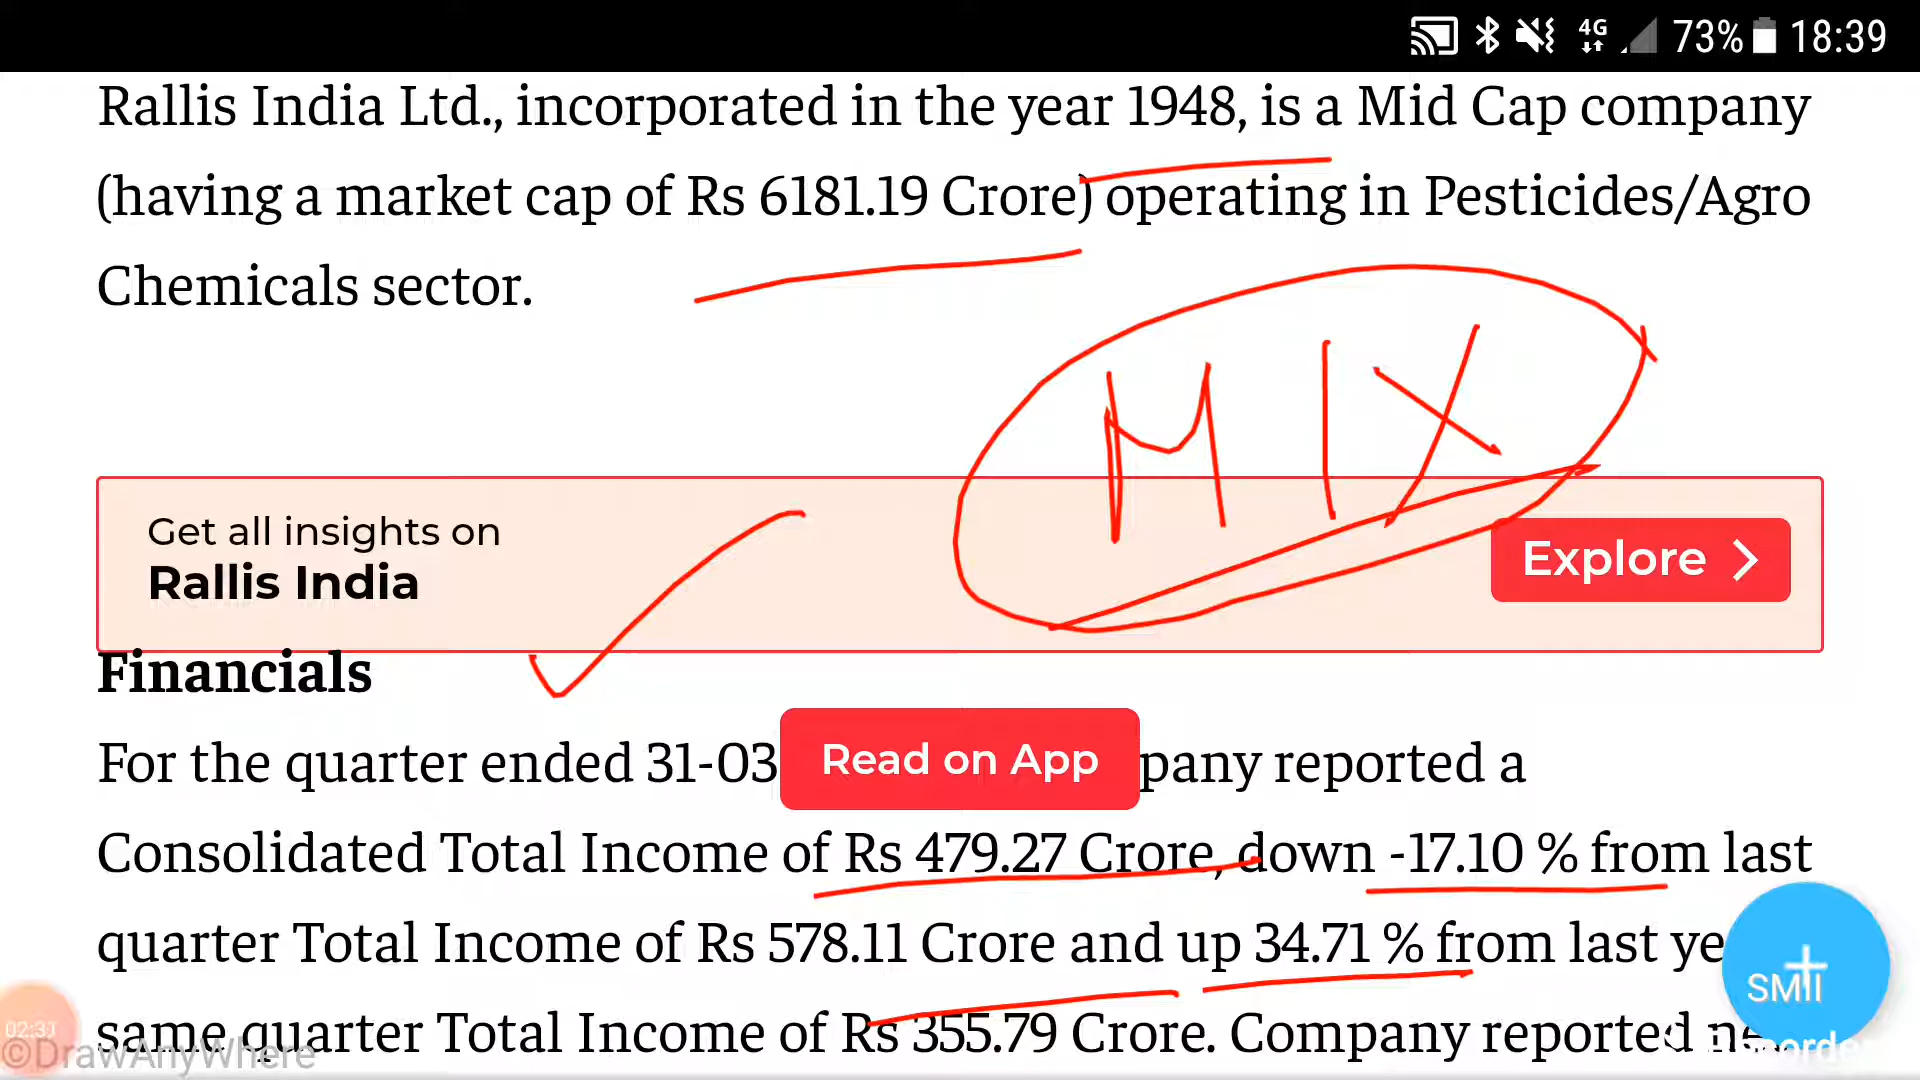 4G 73% 18:39
Rallis India Ltd., incorporated in the year 1948, is a Mid Cap company
(having a market cap of Rs 6181.19 Crore) operating in Pesticides/Agro
Chemicals sector.
MIX
Get all insights on
Rallis India
Explore
Financials
For the quarter ended 31-03 pany reported a
Read on App
Consolidated Total Income of Rs 479.27 Crore, down -17.10 % from last
quarter Total Income of Rs 578.11 Crore and up 34.71 % from last ye
SMII
same quarter Total Income of Rs 355.79 Crore. Company reported ne
02:31
©DrawAnyWhere